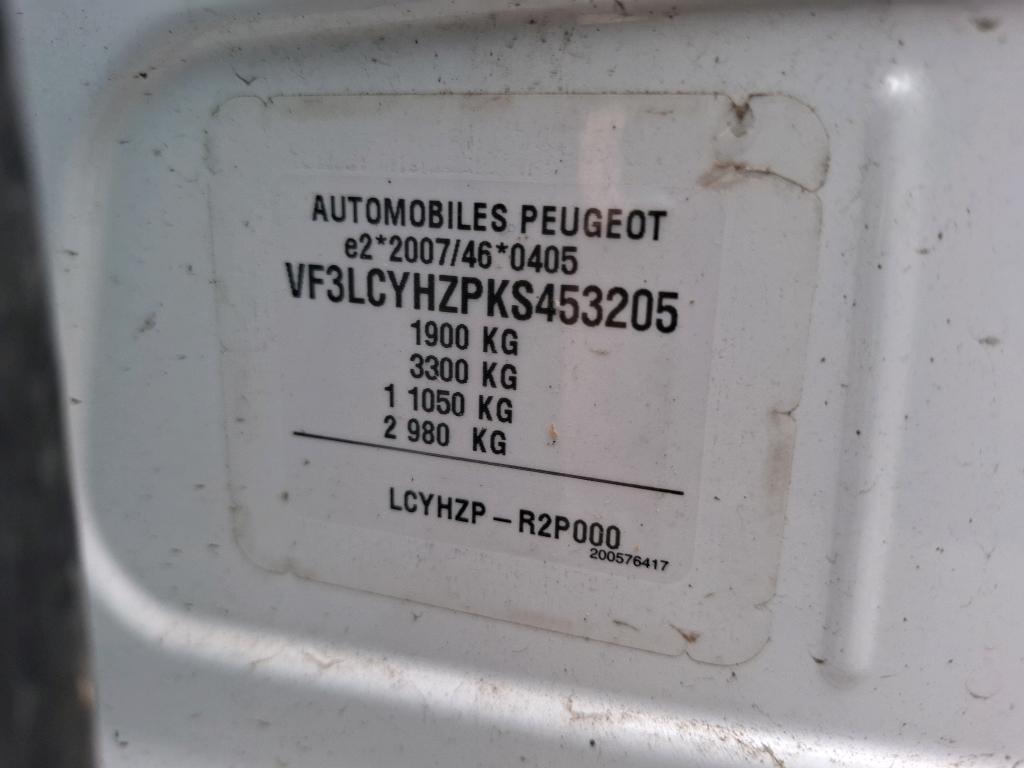 AUTOMOBILES PEUGEOT
e2*2007/46*0405
VF3LCYHZPKS453205
1900 KG
3300 KG
1 1050 KG
2 980 KG
LCYHZP – R2P000
200576417